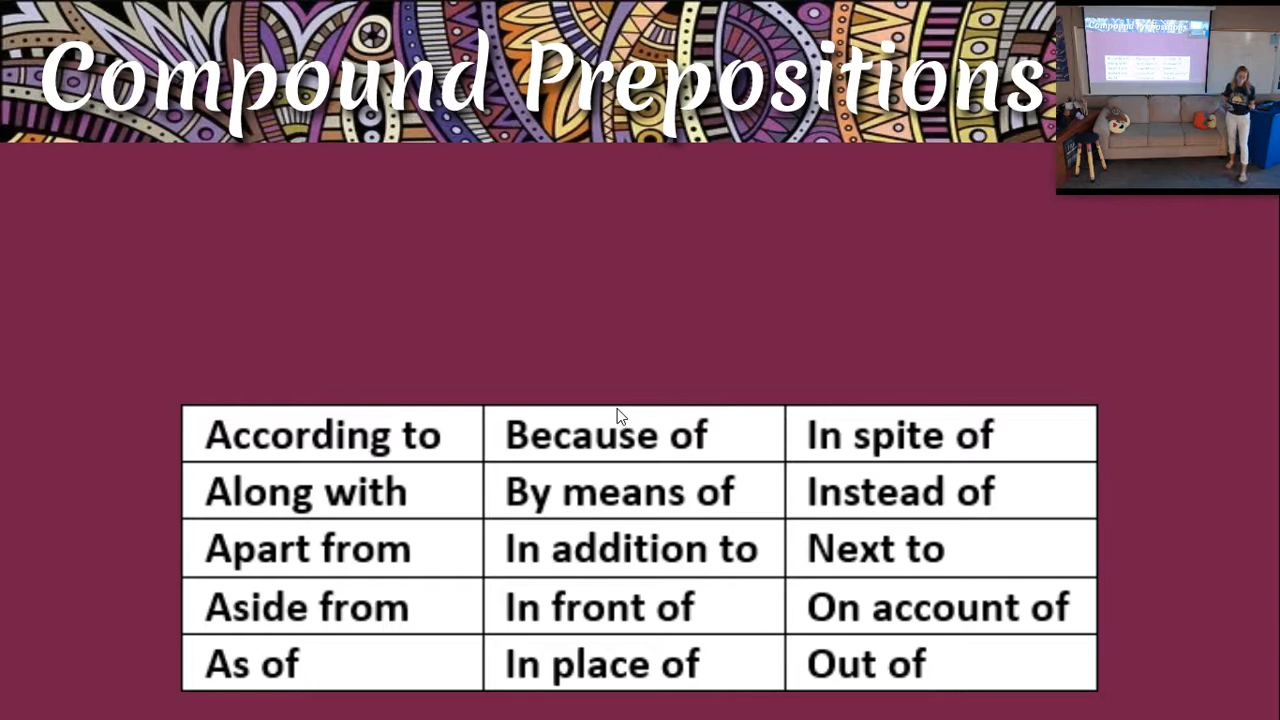 Compound Prepositions
According to Because of In spite of
Along with By means of Instead of
Apart from In addition to Next to
Aside from In front of On account of
As of In place of Out of
Compound Prepositions